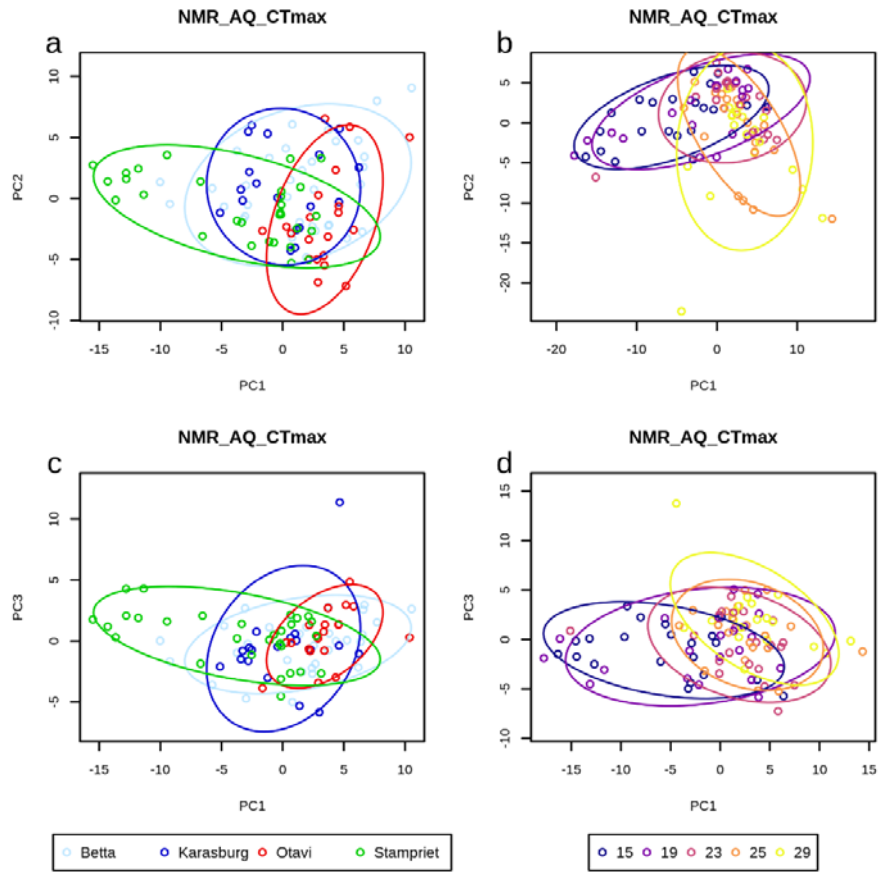 NMR_AQ_CTmax
a
10
5
0
-5
-10
PC2
-15 -10 -5 0 5 10
PC1
NMR_AQ_CTmax
b
5
0
-5
-10
-15
-20
PC2
-20 -10 0 10
PC1
NMR_AQ_CTmax
c
10
5
0
-5
PC3
-15 -10 -5 0 5 10
PC1
NMR_AQ_CTmax
d
15
10
5
0
-5
-10
PC3
-15 -10 -5 0 5 10 15
PC1
Betta Karasburg Otavi Stampriet
15 19 23 25 29